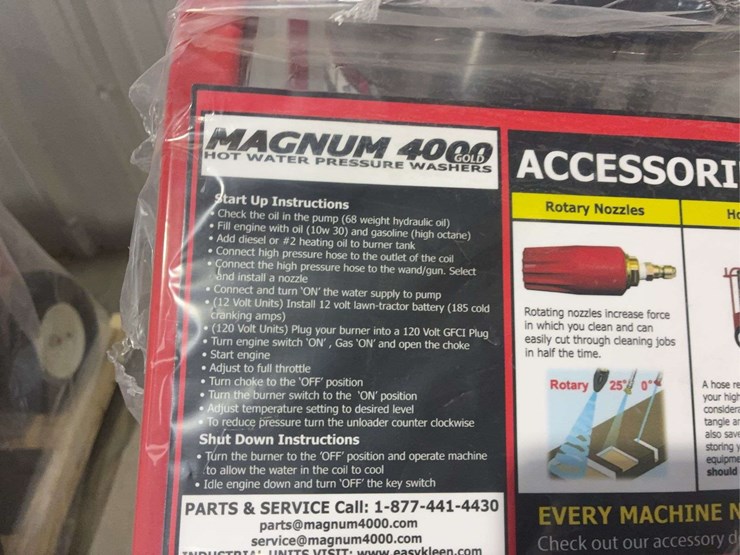 MAGNUM 4000
GOLD
HOT WATER PRESSURE WASHERS
Start Up Instructions
• Check the oil in the pump (68 weight hydraulic oil)
• Fill engine with oil (10w 30) and gasoline (high octane)
• Add diesel or #2 heating oil to burner tank
• Connect high pressure hose to the outlet of the coil
• Connect the high pressure hose to the wand/gun. Select
and install a nozzle
• Connect and turn 'ON' the water supply to pump
• (12 Volt Units) Install 12 volt lawn-tractor battery (185 cold
cranking amps)
• (120 Volt Units) Plug your burner into a 120 Volt GFCI Plug
• Turn engine switch 'ON', Gas 'ON' and open the choke
• Start engine
• Adjust to full throttle
• Turn choke to the 'OFF' position
• Turn the burner switch to the 'ON' position
• Adjust temperature setting to desired level
• To reduce pressure turn the unloader counter clockwise
Shut Down Instructions
• Turn the burner to the 'OFF' position and operate machine
to allow the water in the coil to cool
• Idle engine down and turn 'OFF' the key switch
PARTS & SERVICE Call: 1-877-441-4430
parts@magnum4000.com
service@magnum4000.com
INDUSTRIAL UNITS VISIT: www.easykleen.com
ACCESSORI
Rotary Nozzles
Rotating nozzles increase force
in which you clean and can
easily cut through cleaning jobs
in half the time.
Rotary 25° 0°
Ho
A hose re
your high
considera
tangle an
also save
storing y
equipme
should
EVERY MACHINE N
Check out our accessory d